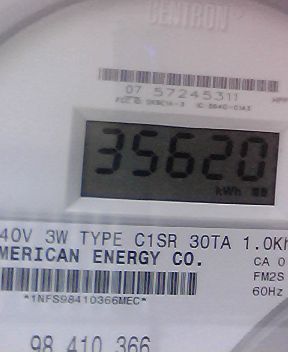 CENTRON
07 57245311
35620
kWh
40V 3W TYPE C1SR 30TA 1.0Kh
MERICAN ENERGY CO.
CA 0
FM2S
60Hz
*1NFS98410366MEC*
98 410 366